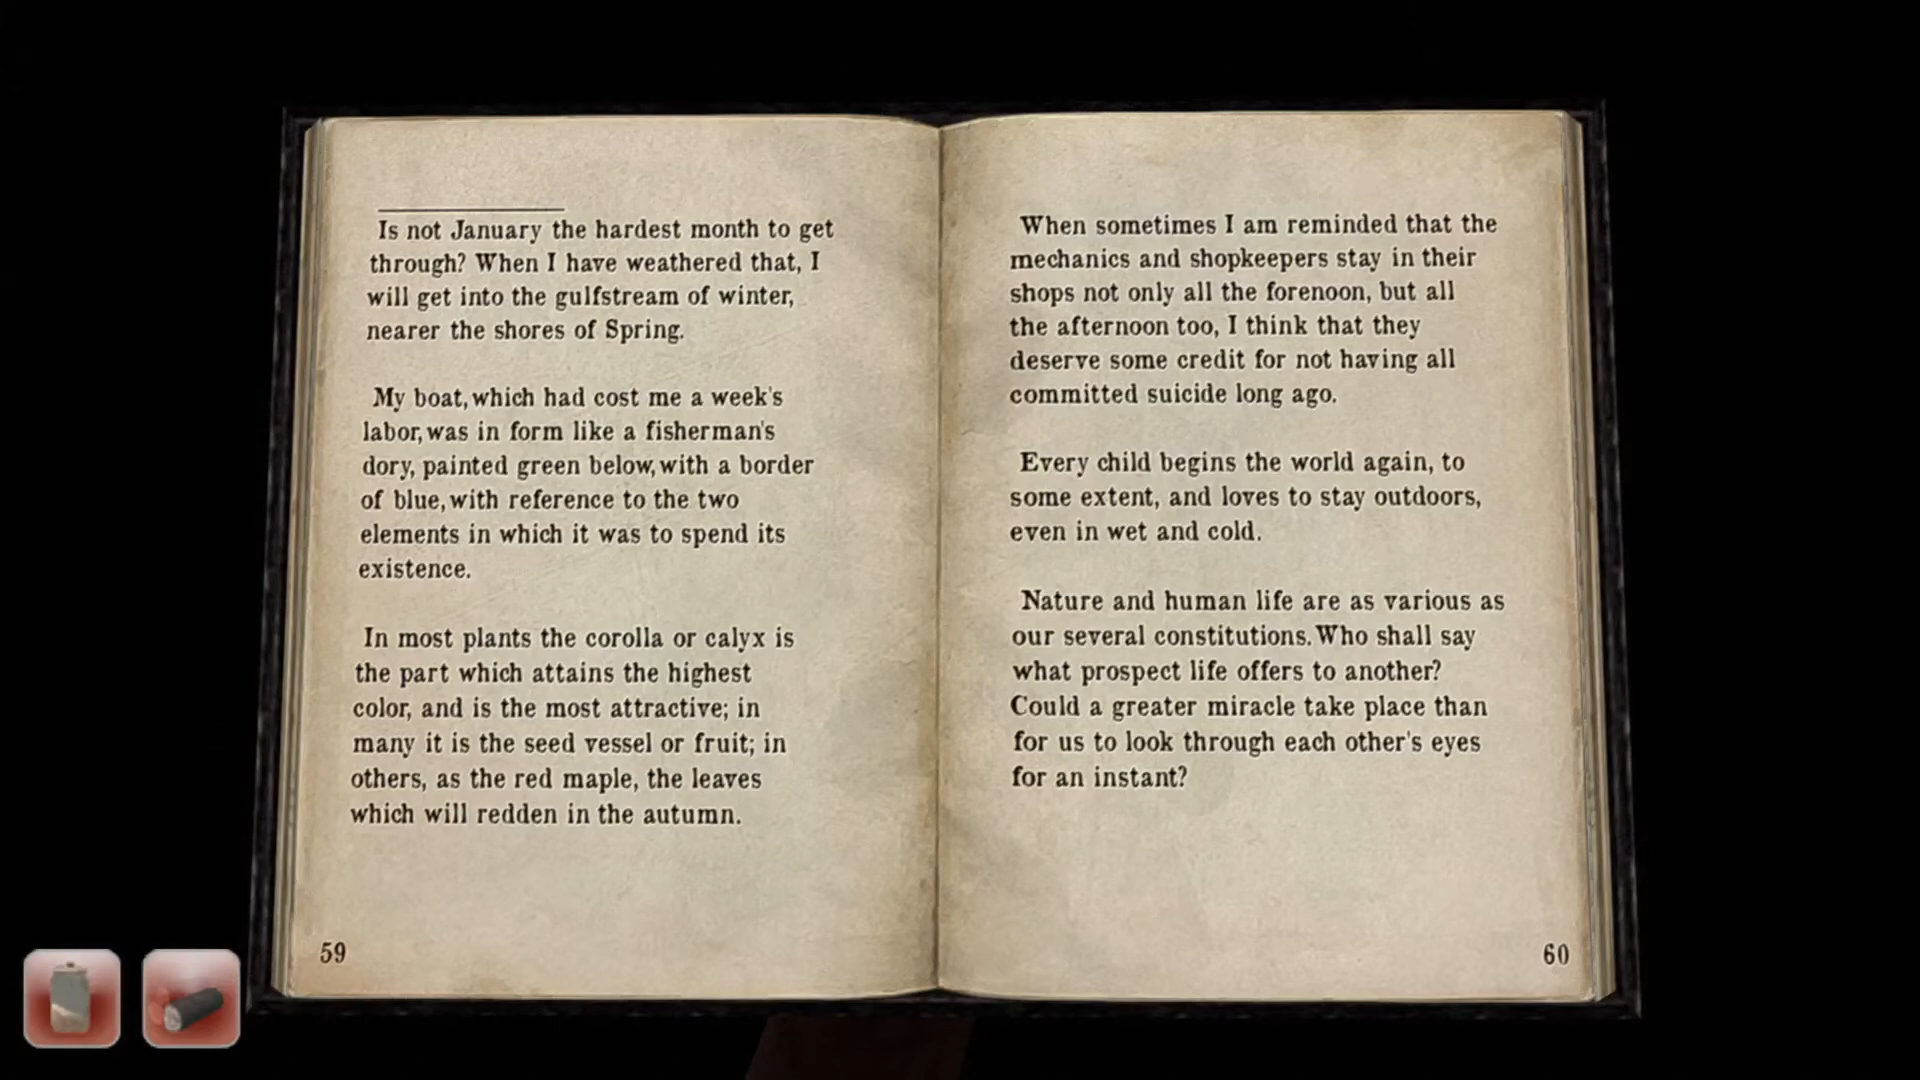 Is not January the hardest month to get
through? When I have weathered that, I
will get into the gulfstream of winter,
nearer the shores of Spring.
My boat, which had cost me a week's
labor, was in form like a fisherman's
dory, painted green below, with a border
of blue, with reference to the two
elements in which it was to spend its
existence.
In most plants the corolla or calyx is
the part which attains the highest
color, and is the most attractive; in
many it is the seed vessel or fruit; in
others, as the red maple, the leaves
which will redden in the autumn.
59
When sometimes I am reminded that the
mechanics and shopkeepers stay in their
shops not only all the forenoon, but all
the afternoon too, I think that they
deserve some credit for not having all
committed suicide long ago.
Every child begins the world again, to
some extent, and loves to stay outdoors,
even in wet and cold.
Nature and human life are as various as
our several constitutions. Who shall say
what prospect life offers to another?
Could a greater miracle take place than
for us to look through each other's eyes
for an instant?
60